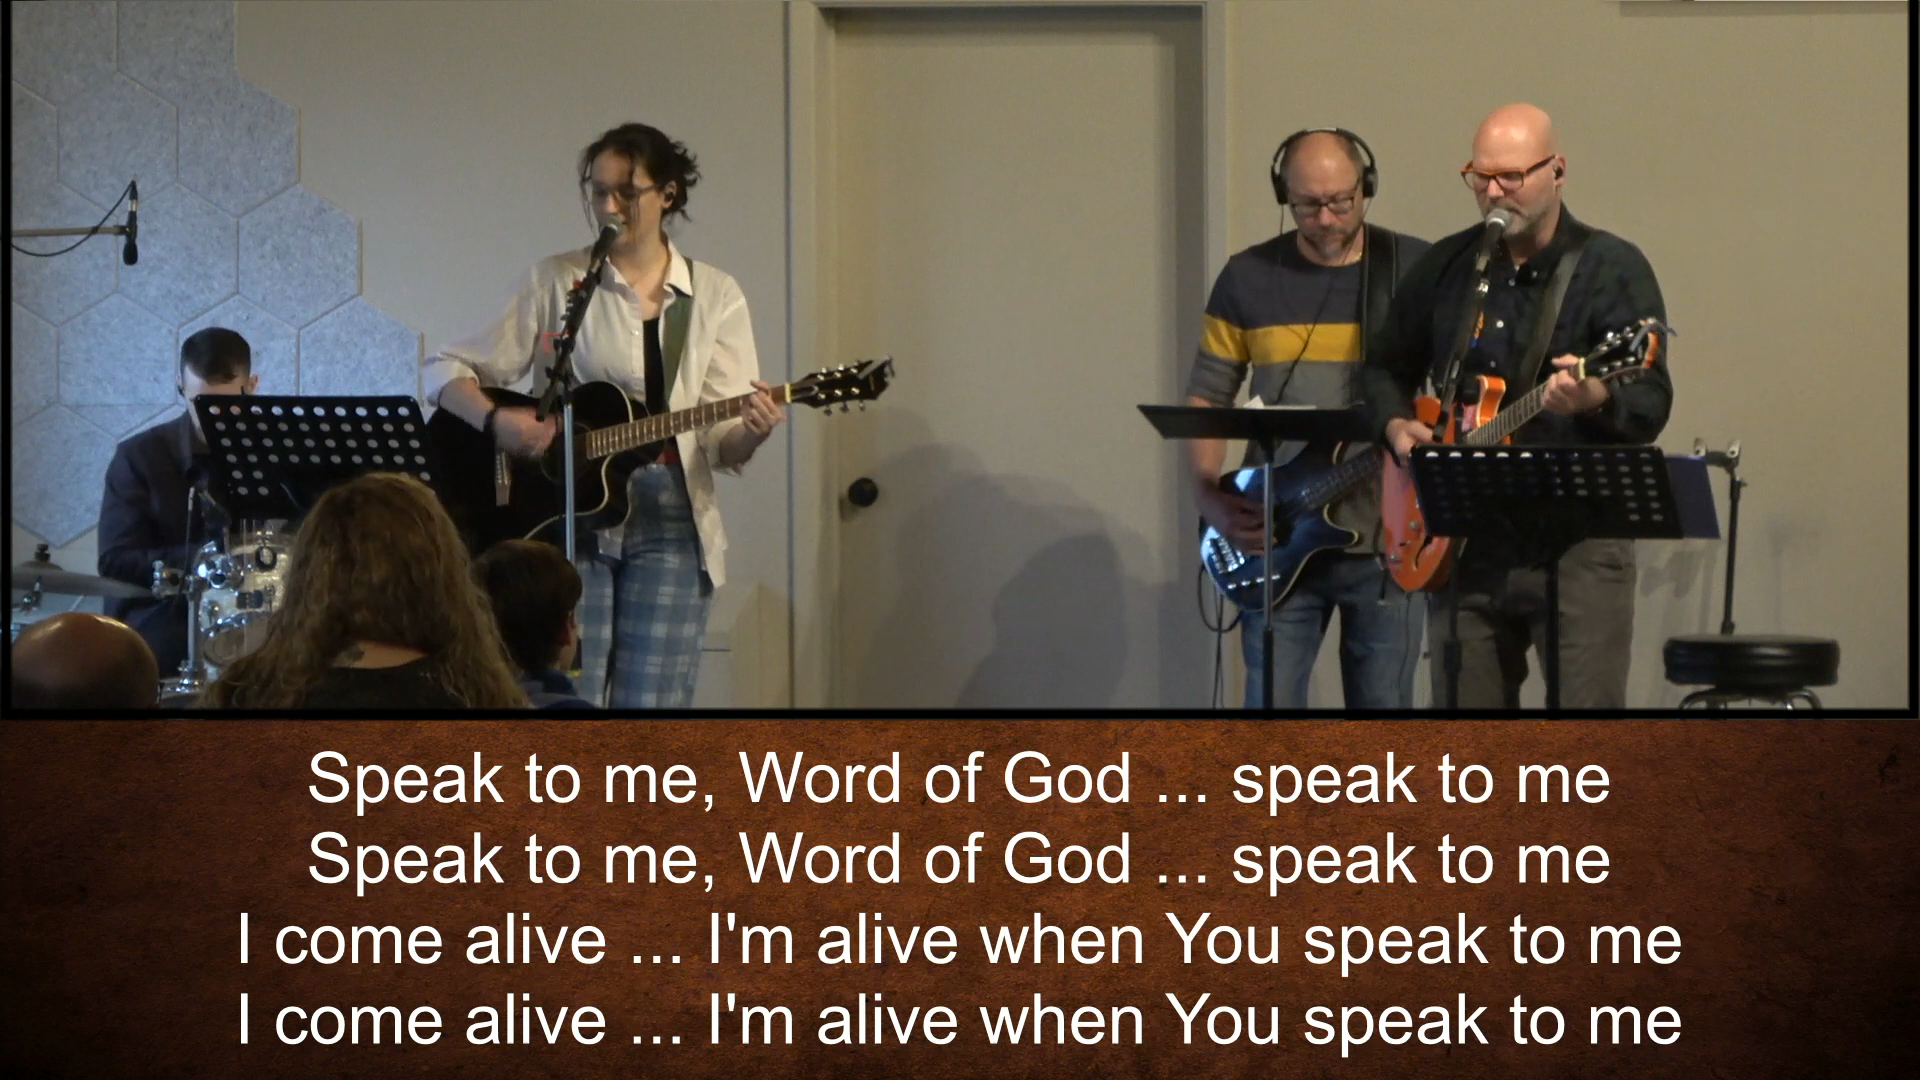 Speak to me, Word of God ... speak to me
Speak to me, Word of God ... speak to me
I come alive ... I'm alive when You speak to me
I come alive ... I'm alive when You speak to me